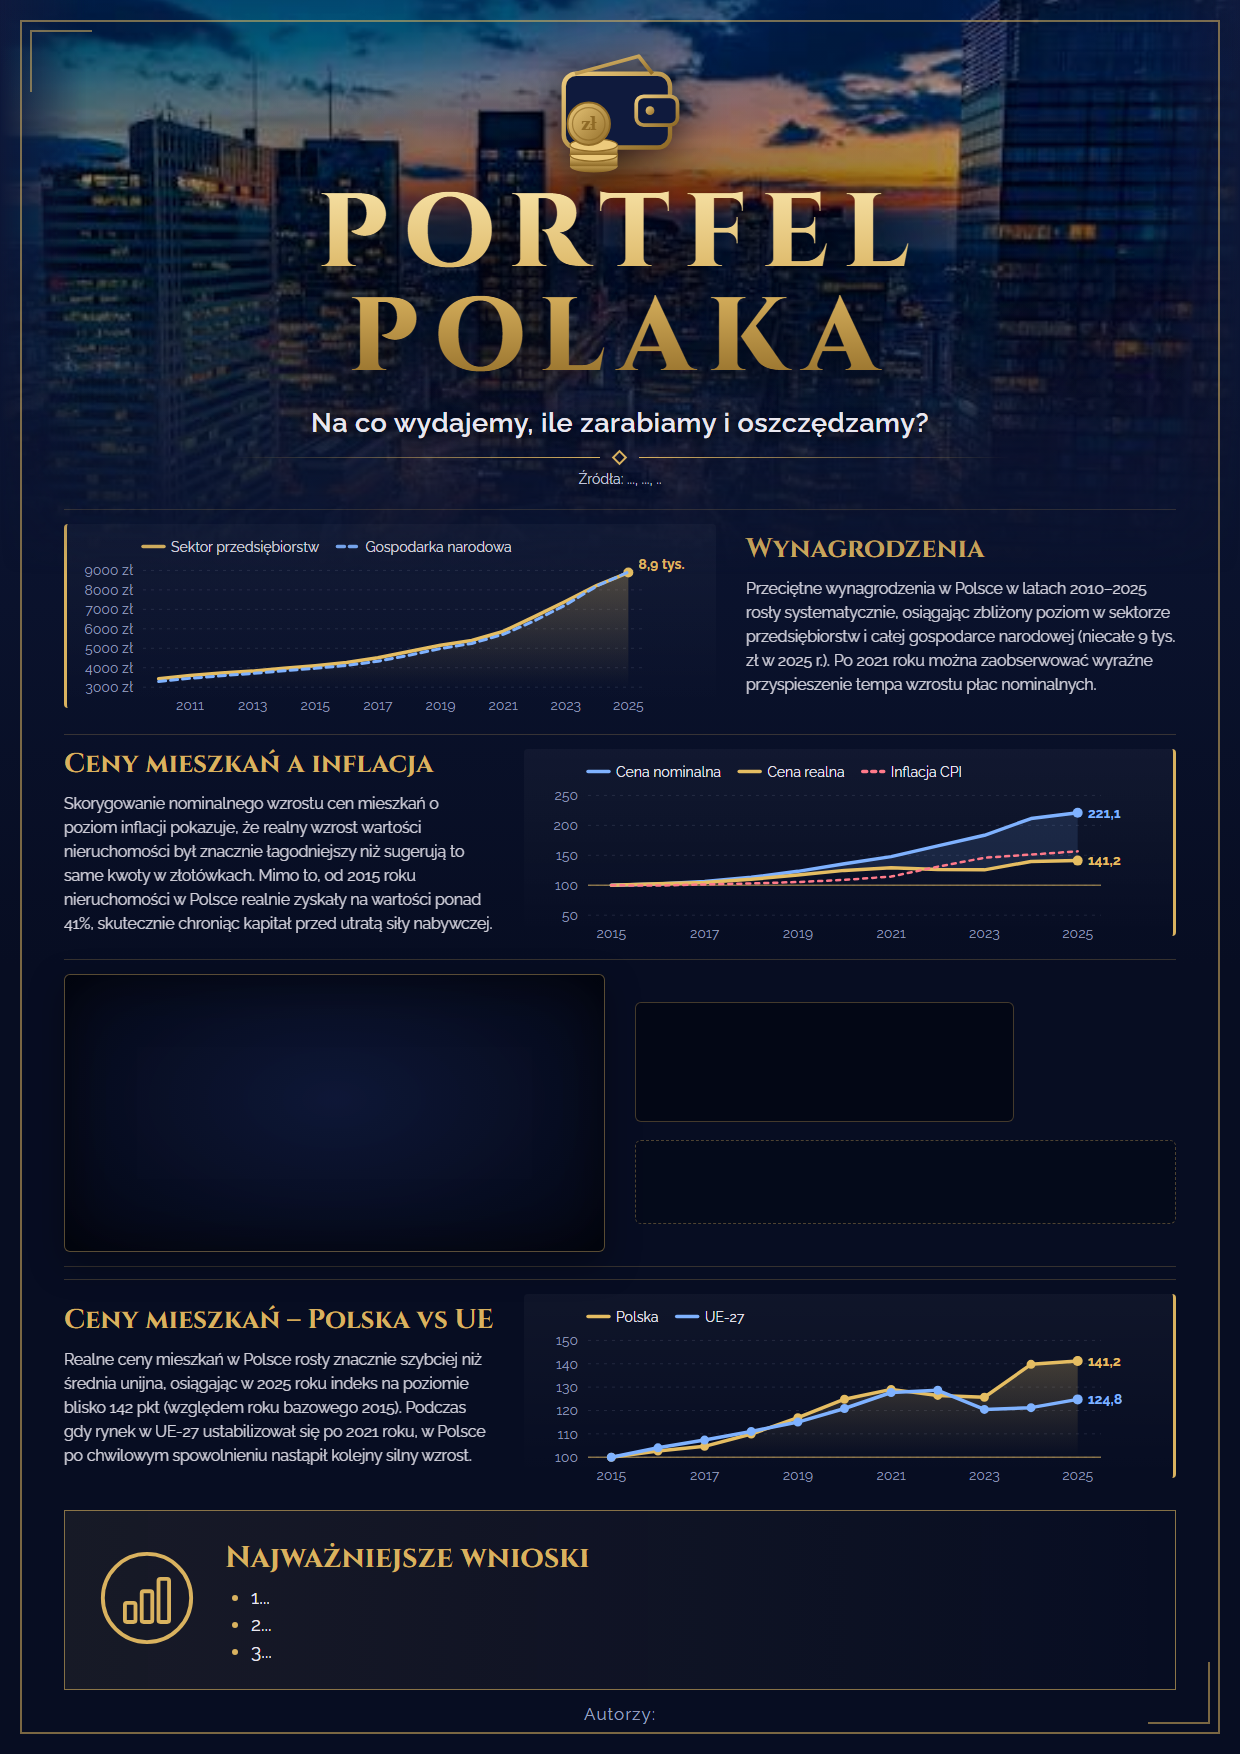 zł
PORTFEL
POLAKA
Na co wydajemy, ile zarabiamy i oszczędzamy?
Źródła: ..., ..., ..
Sektor przedsiębiorstw Gospodarka narodowa
9000 zł
8000 zł
7000 zł
6000 zł
5000 zł
4000 zł
3000 zł
8,9 tys.
2011 2013 2015 2017 2019 2021 2023 2025
Wynagrodzenia
Przeciętne wynagrodzenia w Polsce w latach 2010–2025
rosły systematycznie, osiągając zbliżony poziom w sektorze
przedsiębiorstw i całej gospodarce narodowej (niecałe 9 tys.
zł w 2025 r.). Po 2021 roku można zaobserwować wyraźne
przyspieszenie tempa wzrostu płac nominalnych.
Ceny mieszkań a inflacja
Skorygowanie nominalnego wzrostu cen mieszkań o
poziom inflacji pokazuje, że realny wzrost wartości
nieruchomości był znacznie łagodniejszy niż sugerują to
same kwoty w złotówkach. Mimo to, od 2015 roku
nieruchomości w Polsce realnie zyskały na wartości ponad
41%, skutecznie chroniąc kapitał przed utratą siły nabywczej.
Cena nominalna Cena realna Inflacja CPI
250
200
150
100
50
221,1
141,2
2015 2017 2019 2021 2023 2025
Ceny mieszkań – Polska vs UE
Realne ceny mieszkań w Polsce rosły znacznie szybciej niż
średnia unijna, osiągając w 2025 roku indeks na poziomie
blisko 142 pkt (względem roku bazowego 2015). Podczas
gdy rynek w UE-27 ustabilizował się po 2021 roku, w Polsce
po chwilowym spowolnieniu nastąpił kolejny silny wzrost.
Polska UE-27
150
140
130
120
110
100
141,2
124,8
2015 2017 2019 2021 2023 2025
Najważniejsze wnioski
• 1...
• 2...
• 3...
Autorzy: